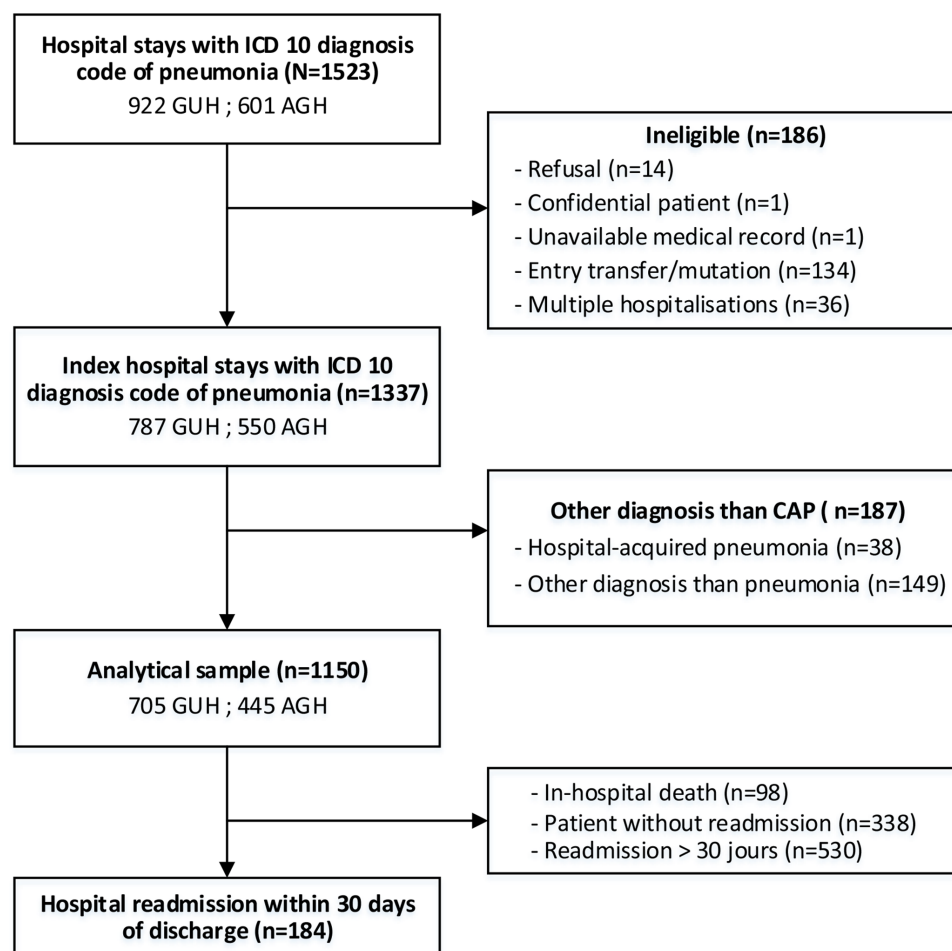 Hospital stays with ICD 10 diagnosis
code of pneumonia (N=1523)
922 GUH ; 601 AGH
Ineligible (n=186)
- Refusal (n=14)
- Confidential patient (n=1)
- Unavailable medical record (n=1)
- Entry transfer/mutation (n=134)
- Multiple hospitalisations (n=36)
Index hospital stays with ICD 10
diagnosis code of pneumonia (n=1337)
787 GUH ; 550 AGH
Other diagnosis than CAP ( n=187)
- Hospital-acquired pneumonia (n=38)
- Other diagnosis than pneumonia (n=149)
Analytical sample (n=1150)
705 GUH ; 445 AGH
- In-hospital death (n=98)
- Patient without readmission (n=338)
- Readmission > 30 jours (n=530)
Hospital readmission within 30 days
of discharge (n=184)